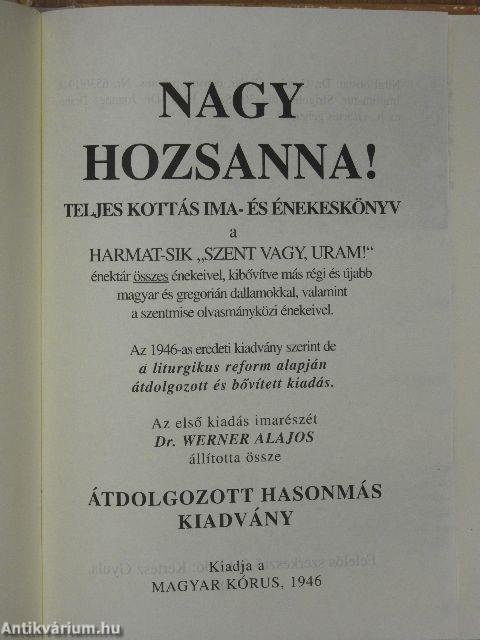 NAGY
HOZSANNA!
TELJES KOTTÁS IMA- ÉS ÉNEKESKÖNYV
a
HARMAT-SIK „SZENT VAGY, URAM!“
énektár összes énekeivel, kibővítve más régi és újabb
magyar és gregorián dallamokkal, valamint
a szentmise olvasmányközi énekeivel.
Az 1946-as eredeti kiadvány szerint de
a liturgikus reform alapján
átdolgozott és bővített kiadás.
Az első kiadás imarészét
Dr. WERNER ALAJOS
állította össze
ÁTDOLGOZOTT HASONMÁS
KIADVÁNY
Kiadja a
MAGYAR KÓRUS, 1946
Antikvárium.hu